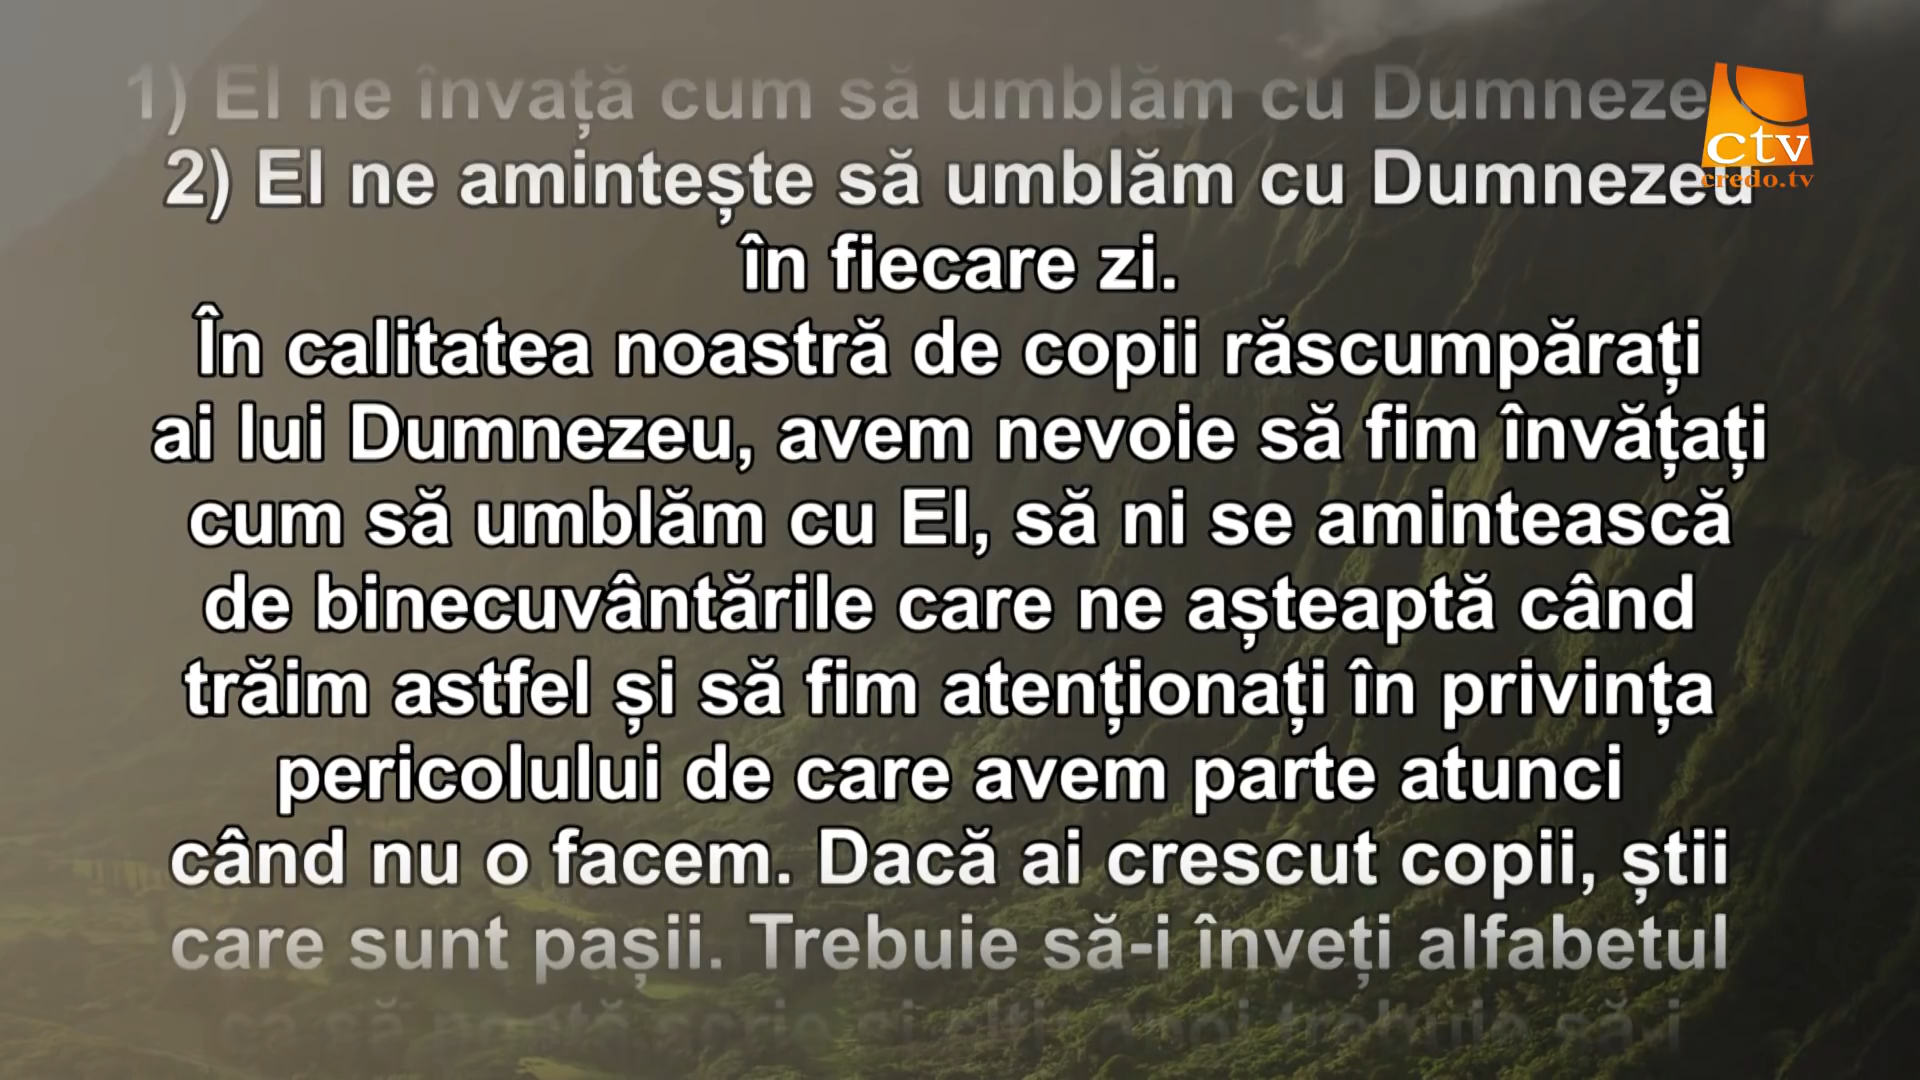 1) El ne învață cum să umblăm cu
2) El ne amintește să umblăm cu Dumnezeu
în fiecare zi.
În calitatea noastră de copii răscumpărați
ai lui Dumnezeu, avem nevoie să fim învățați
cum să umblăm cu El, să ni se amintească
de binecuvântările care ne așteaptă când
trăim astfel și să fim atenționați în privința
pericolului de care avem parte atunci
când nu o facem. Dacă ai crescut copii, știi
care sunt pașii. Trebuie să-i înveți alfabetul
ctv
credo.tv